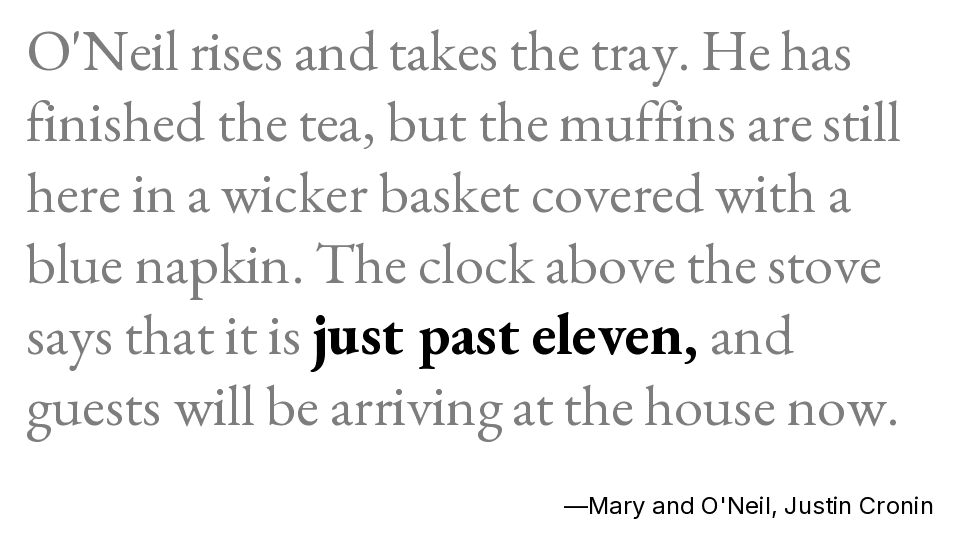 O'Neil rises and takes the tray. He has
finished the tea, but the muffins are still
here in a wicker basket covered with a
blue napkin. The clock above the stove
says that it is just past eleven, and
guests will be arriving at the house now.
—Mary and O'Neil, Justin Cronin